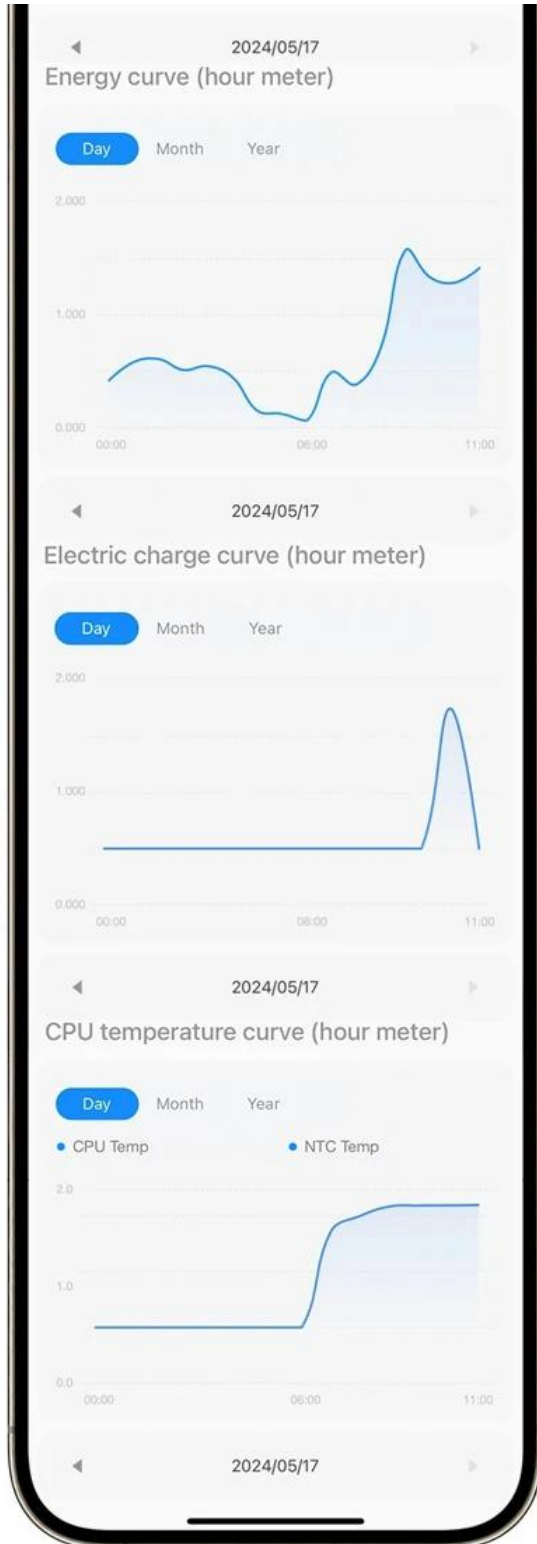 2024/05/17
Energy curve (hour meter)
Day Month Year
2.000
1.000
0.000
00:00 06:00 11:00
2024/05/17
Electric charge curve (hour meter)
Day Month Year
2.000
1.000
0.000
00:00 06:00 11:00
2024/05/17
CPU temperature curve (hour meter)
Day Month Year
CPU Temp NTC Temp
2.0
1.0
0.0
00:00 06:00 11:00
2024/05/17